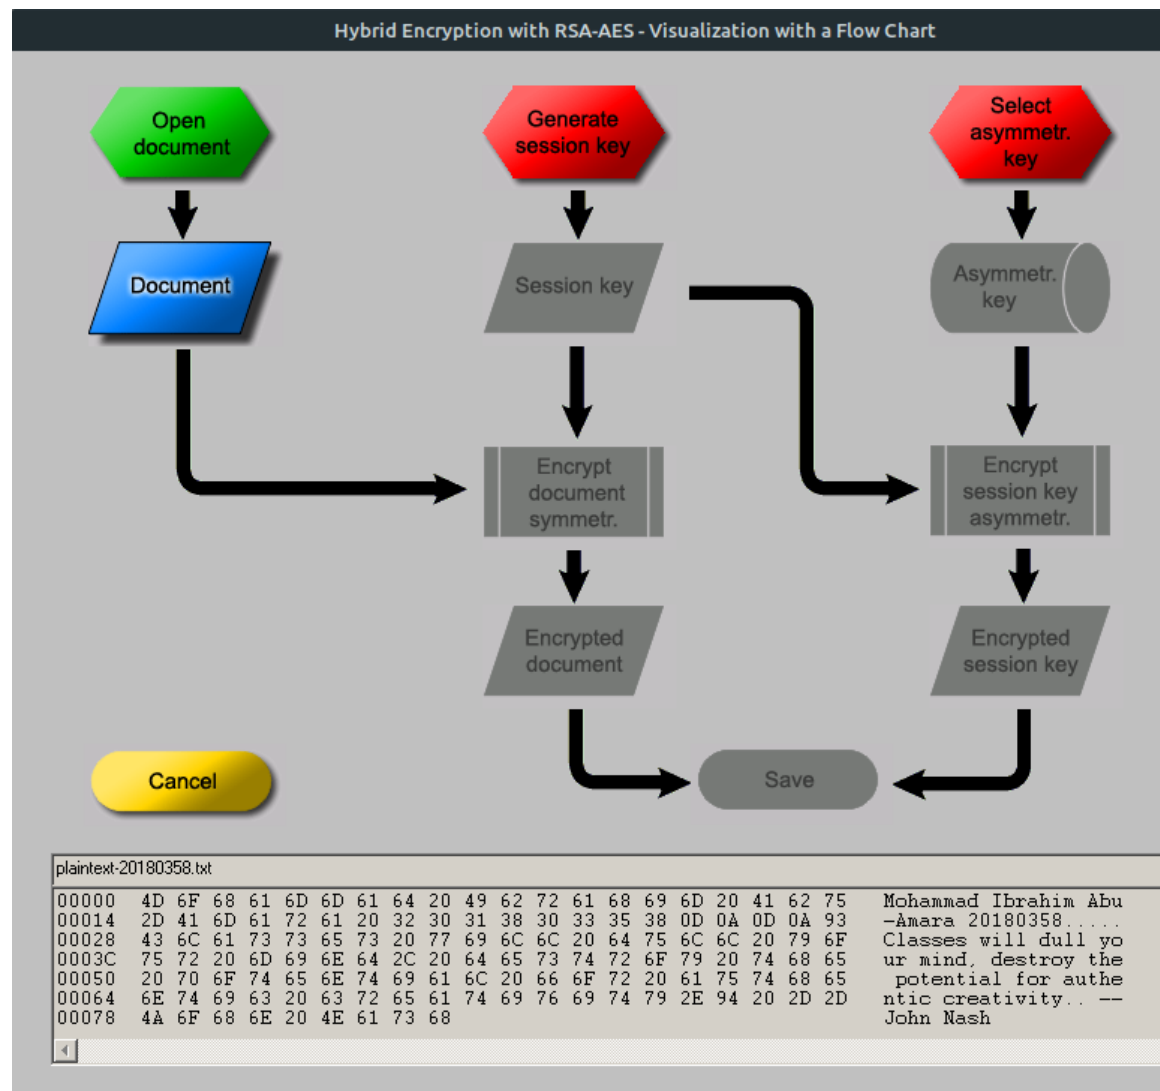 Hybrid Encryption with RSA-AES - Visualization with a Flow Chart
Open
document
Generate
session key
Select
asymmetr.
key
Document
Session key
Asymmetr.
key
Encrypt
document
symmetr.
Encrypt
session key
asymmetr.
Encrypted
document
Encrypted
session key
Cancel
Save
plaintext-20180358.txt
00000 4D 6F 68 61 6D 6D 61 64 20 49 62 72 61 68 69 6D 20 41 62 75 Mohammad Ibrahim Abu
00014 2D 41 6D 61 72 61 20 32 30 31 38 30 33 35 38 0D 0A 0D 0A 93 -Amara 20180358.....
00028 43 6C 61 73 73 65 73 20 77 69 6C 6C 20 64 75 6C 6C 20 79 6F Classes will dull yo
0003C 75 72 20 6D 69 6E 64 2C 20 64 65 73 74 72 6F 79 20 74 68 65 ur mind, destroy the
00050 20 70 6F 74 65 6E 74 69 61 6C 20 66 6F 72 20 61 75 74 68 65 potential for authe
00064 6E 74 69 63 20 63 72 65 61 74 69 76 69 74 79 2E 94 20 2D 2D ntic creativity.. --
00078 4A 6F 68 6E 20 4E 61 73 68 John Nash